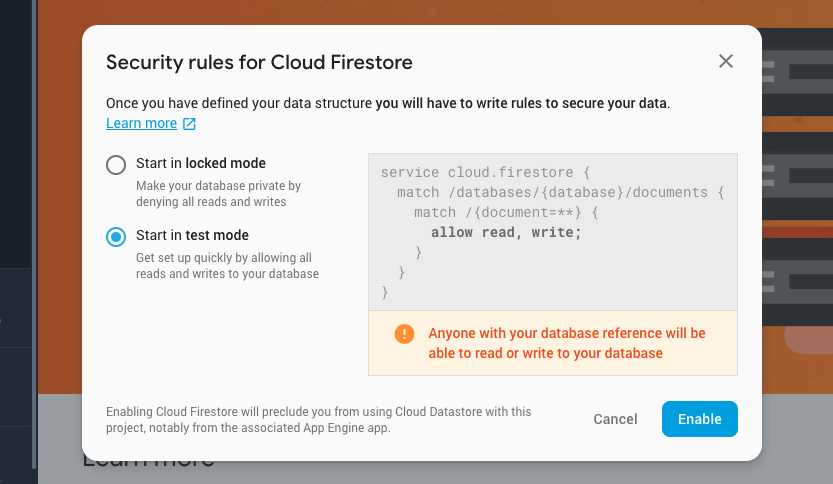 Security rules for Cloud Firestore
Once you have defined your data structure you will have to write rules to secure your data.
Learn more
Start in locked mode
Make your database private by
denying all reads and writes
Start in test mode
Get set up quickly by allowing all
reads and writes to your database
service cloud.firestore {
  match /databases/{database}/documents {
    match /{document=**} {
      allow read, write;
    }
  }
}
Anyone with your database reference will be
able to read or write to your database
Enabling Cloud Firestore will preclude you from using Cloud Datastore with this
project, notably from the associated App Engine app.
Cancel
Enable
Learn more